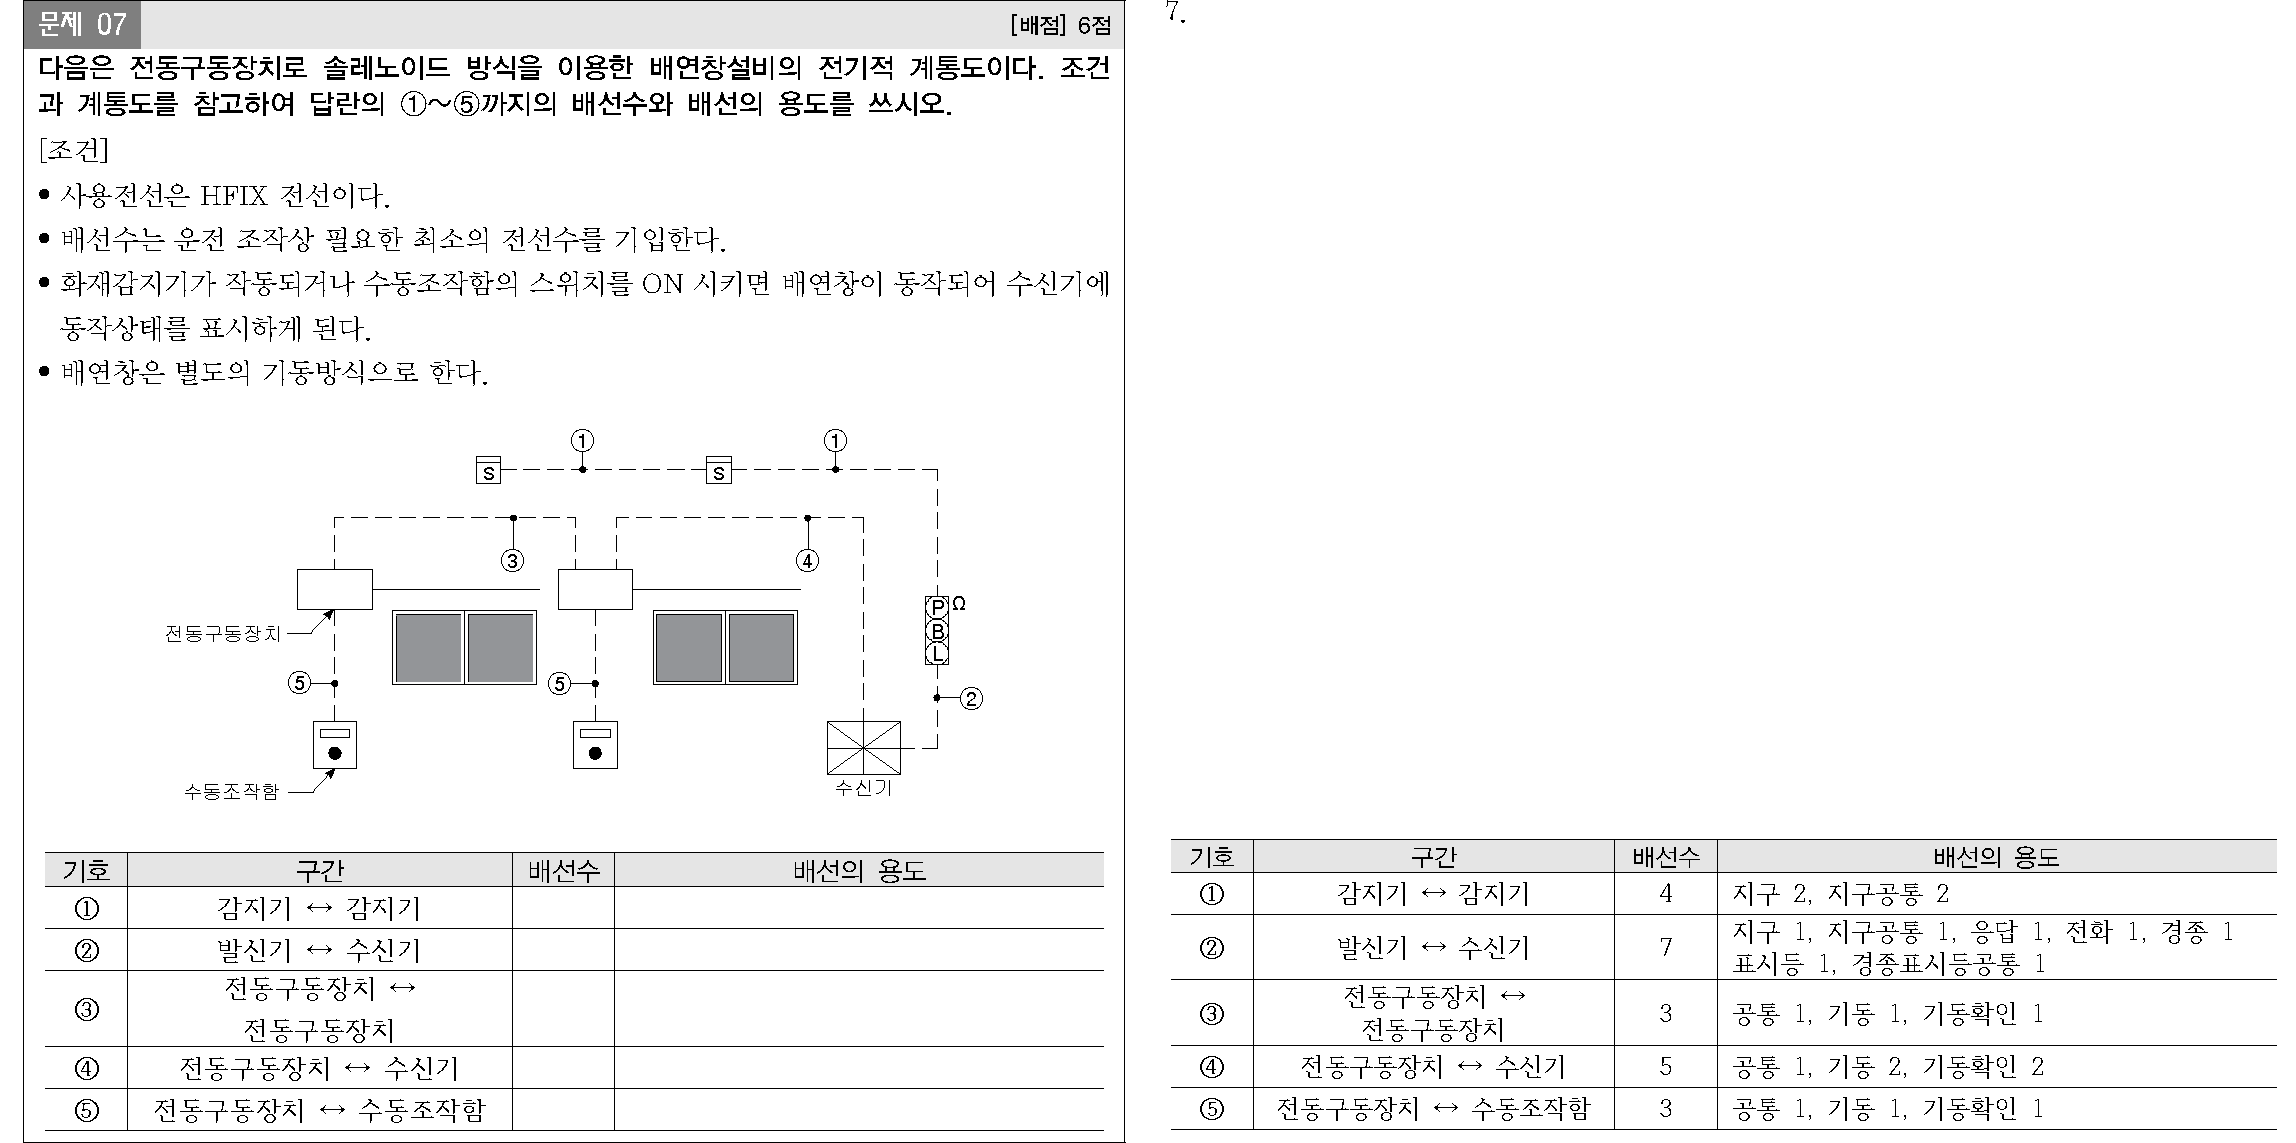 문제 07
[배점] 6점
다음은 전동구동장치로 솔레노이드 방식을 이용한 배연창설비의 전기적 계통도이다. 조건
과 계통도를 참고하여 답란의 ①～⑤까지의 배선수와 배선의 용도를 쓰시오.
[조건]
• 사용전선은 HFIX 전선이다.
• 배선수는 운전 조작상 필요한 최소의 전선수를 기입한다.
• 화재감지기가 작동되거나 수동조작함의 스위치를 ON 시키면 배연창이 동작되어 수신기에
동작상태를 표시하게 된다.
• 배연창은 별도의 기동방식으로 한다.
① ①
S S
③ ④
P Ω
B
L
전동구동장치
⑤ ⑤ ②
수동조작함
수신기
기호 구간 배선수 배선의 용도
① 감지기 ↔ 감지기
② 발신기 ↔ 수신기
③ 전동구동장치 ↔
전동구동장치
④ 전동구동장치 ↔ 수신기
⑤ 전동구동장치 ↔ 수동조작함
7.
기호 구간 배선수 배선의 용도
① 감지기 ↔ 감지기 4 지구 2, 지구공통 2
② 발신기 ↔ 수신기 7 지구 1, 지구공통 1, 응답 1, 전화 1, 경종 1
표시등 1, 경종표시등공통 1
③ 전동구동장치 ↔
전동구동장치 3 공통 1, 기동 1, 기동확인 1
④ 전동구동장치 ↔ 수신기 5 공통 1, 기동 2, 기동확인 2
⑤ 전동구동장치 ↔ 수동조작함 3 공통 1, 기동 1, 기동확인 1